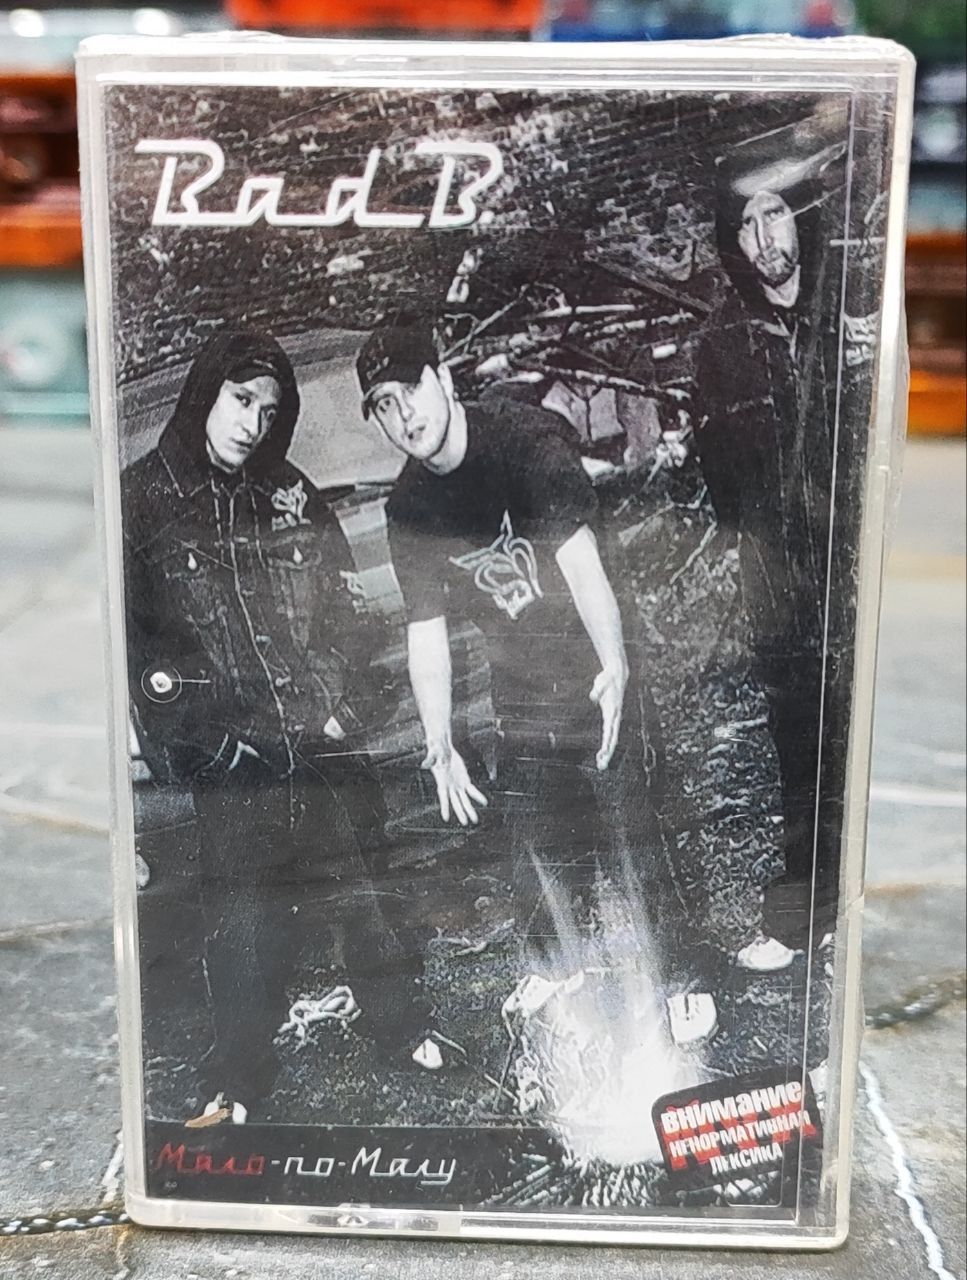 Bad B.
Мало-по-Малу
внимание
ненормативная
лексика